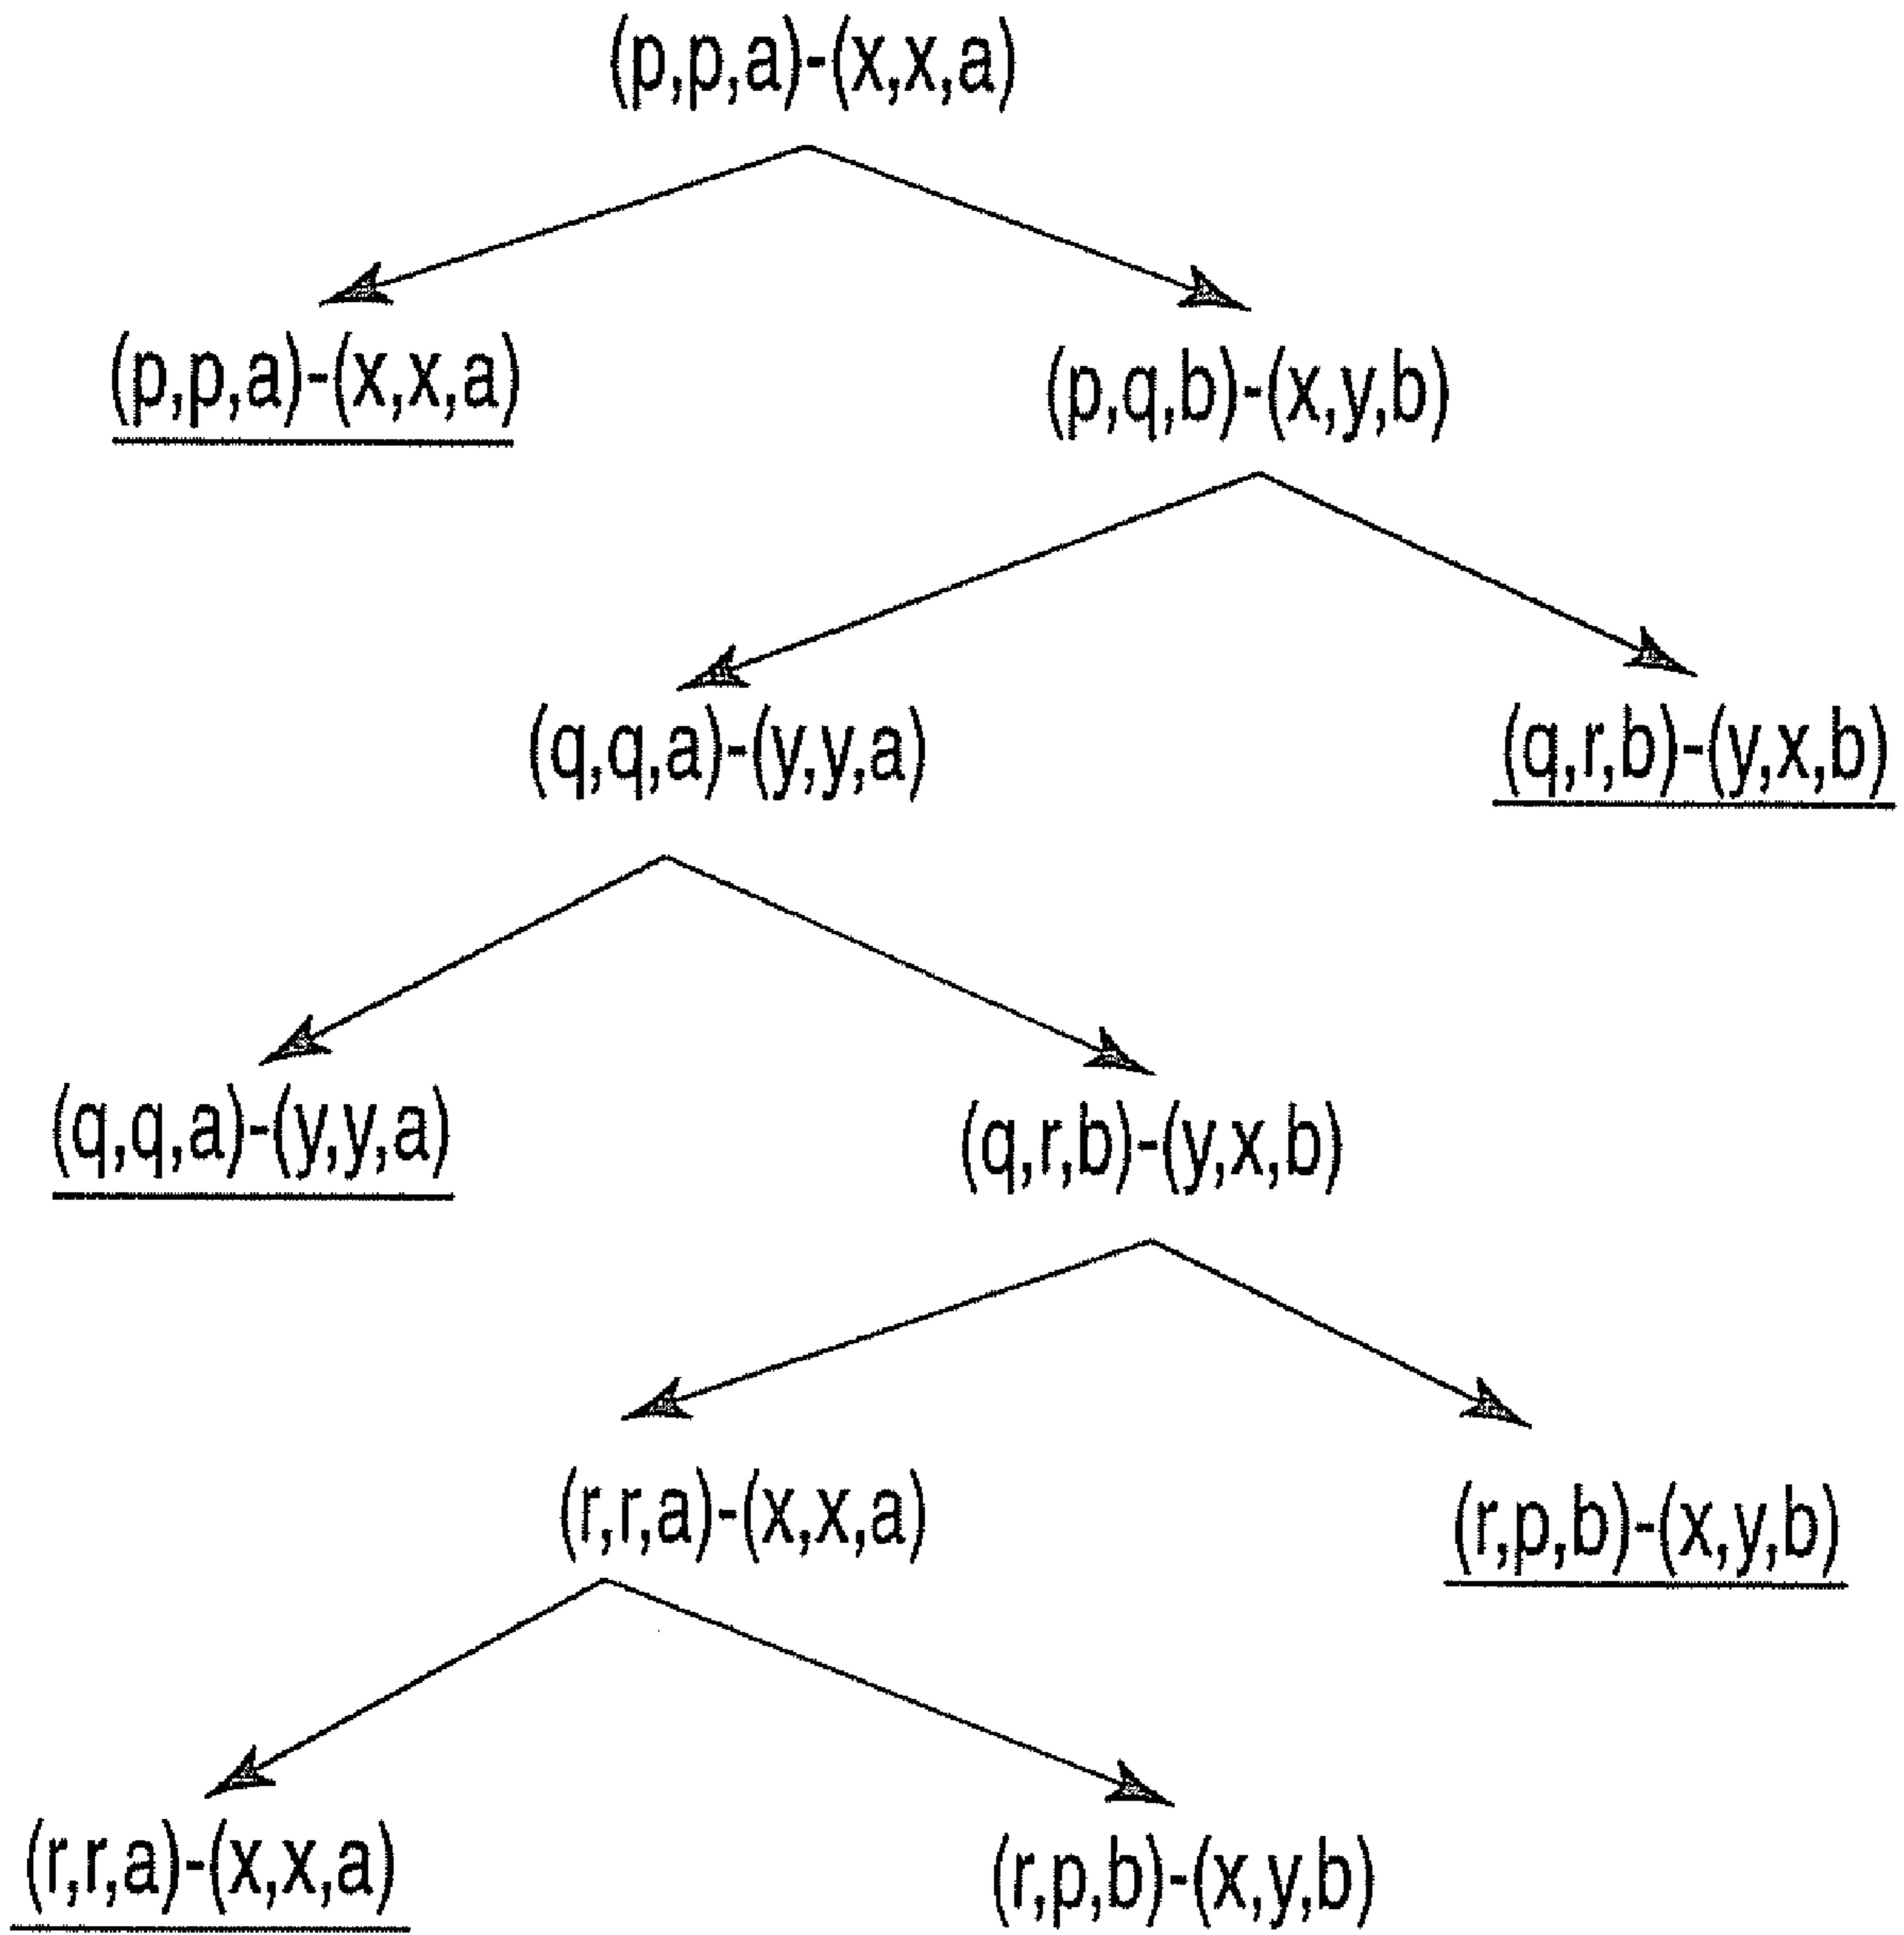 (p,p,a)-(x,x,a)
(p,p,a)-(x,x,a)
(p,q,b)-(x,y,b)
(q,q,a)-(y,y,a)
(q,r,b)-(y,x,b)
(q,q,a)-(y,y,a)
(q,r,b)-(y,x,b)
(r,r,a)-(x,x,a)
(r,p,b)-(x,y,b)
(r,r,a)-(x,x,a)
(r,p,b)-(x,y,b)